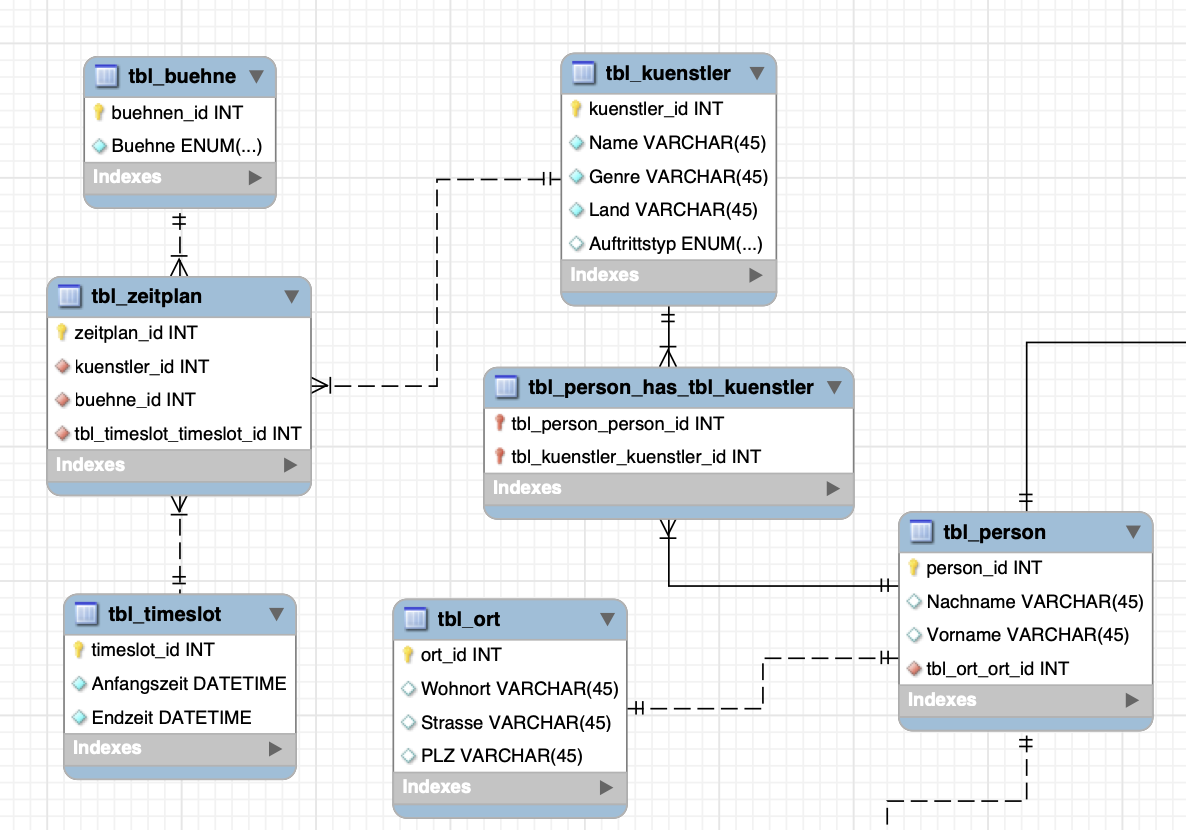 tbl_buehne
buehnen_id INT
Buehne ENUM(...)
Indexes
tbl_kuenstler
kuenstler_id INT
Name VARCHAR(45)
Genre VARCHAR(45)
Land VARCHAR(45)
Auftrittstyp ENUM(...)
Indexes
tbl_zeitplan
zeitplan_id INT
kuenstler_id INT
buehne_id INT
tbl_timeslot_timeslot_id INT
Indexes
tbl_person_has_tbl_kuenstler
tbl_person_person_id INT
tbl_kuenstler_kuenstler_id INT
Indexes
tbl_person
person_id INT
Nachname VARCHAR(45)
Vorname VARCHAR(45)
tbl_ort_ort_id INT
Indexes
tbl_timeslot
timeslot_id INT
Anfangszeit DATETIME
Endzeit DATETIME
Indexes
tbl_ort
ort_id INT
Wohnort VARCHAR(45)
Strasse VARCHAR(45)
PLZ VARCHAR(45)
Indexes